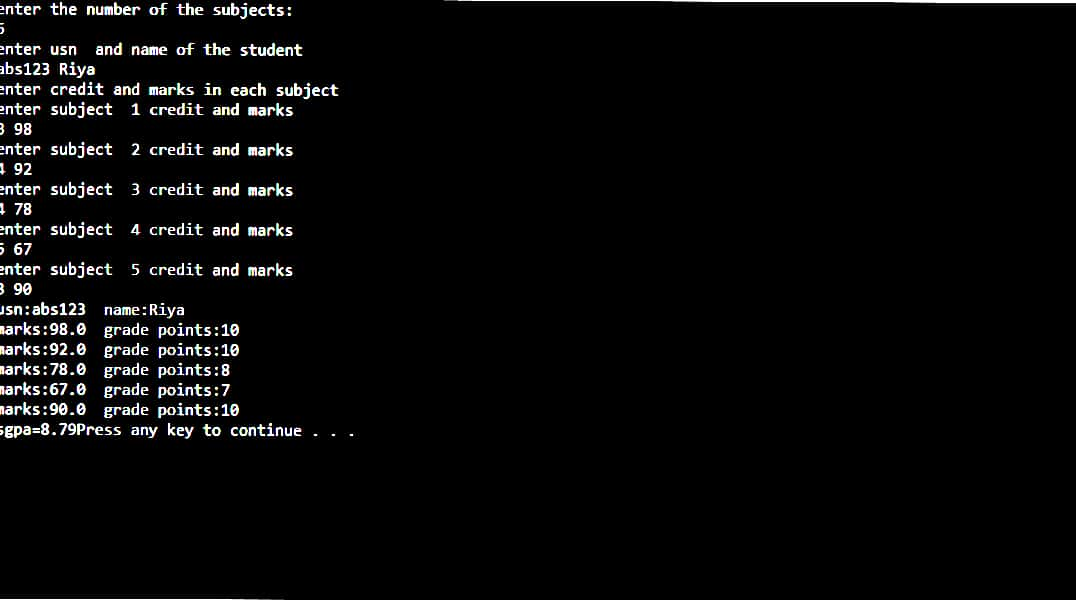 enter the number of the subjects:
5
enter usn  and name of the student
abs123 Riya
enter credit and marks in each subject
enter subject  1 credit and marks
3 98
enter subject  2 credit and marks
4 92
enter subject  3 credit and marks
4 78
enter subject  4 credit and marks
5 67
enter subject  5 credit and marks
3 90
usn:abs123  name:Riya
marks:98.0  grade points:10
marks:92.0  grade points:10
marks:78.0  grade points:8
marks:67.0  grade points:7
marks:90.0  grade points:10
sgpa=8.79Press any key to continue . . .